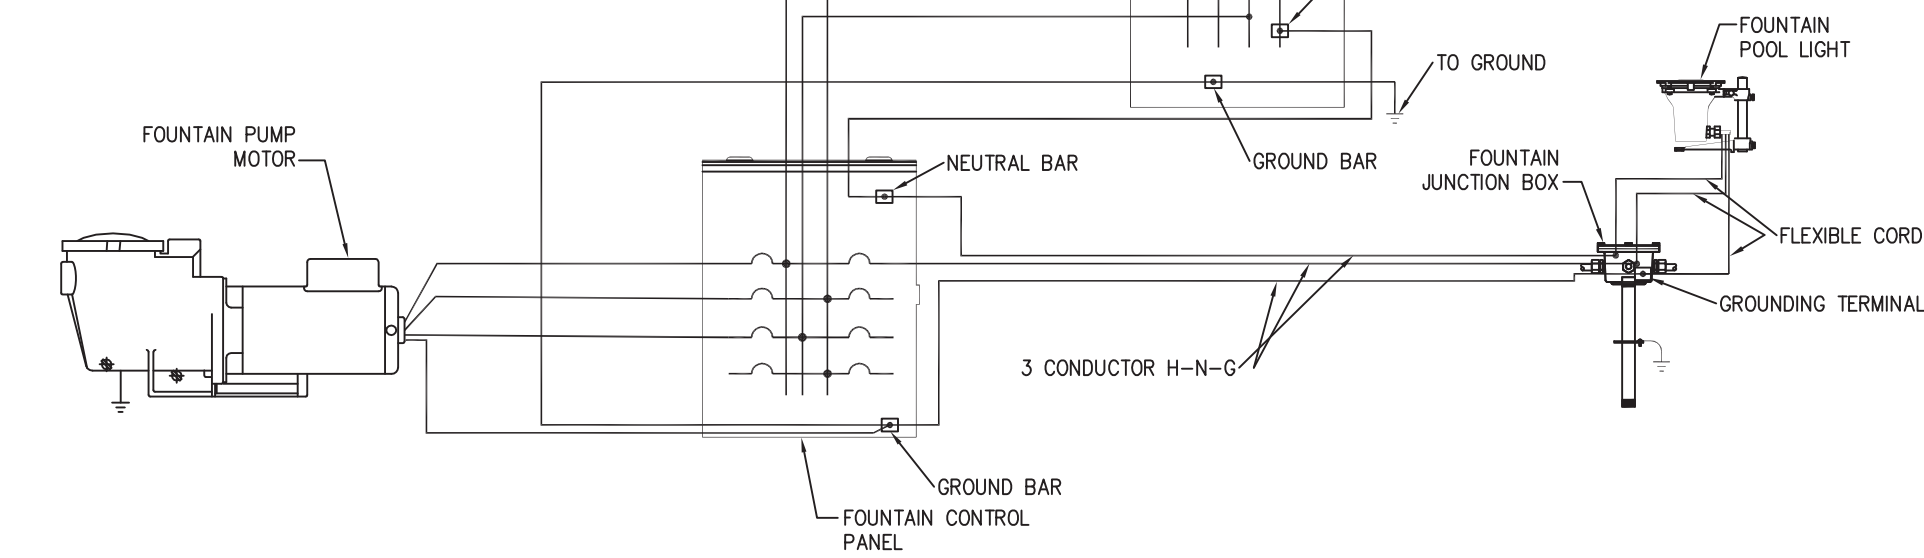 FOUNTAIN
POOL LIGHT
TO GROUND
FOUNTAIN PUMP
MOTOR
NEUTRAL BAR
GROUND BAR
FOUNTAIN
JUNCTION BOX
FLEXIBLE CORD
GROUNDING TERMINAL
3 CONDUCTOR H-N-G
GROUND BAR
FOUNTAIN CONTROL
PANEL